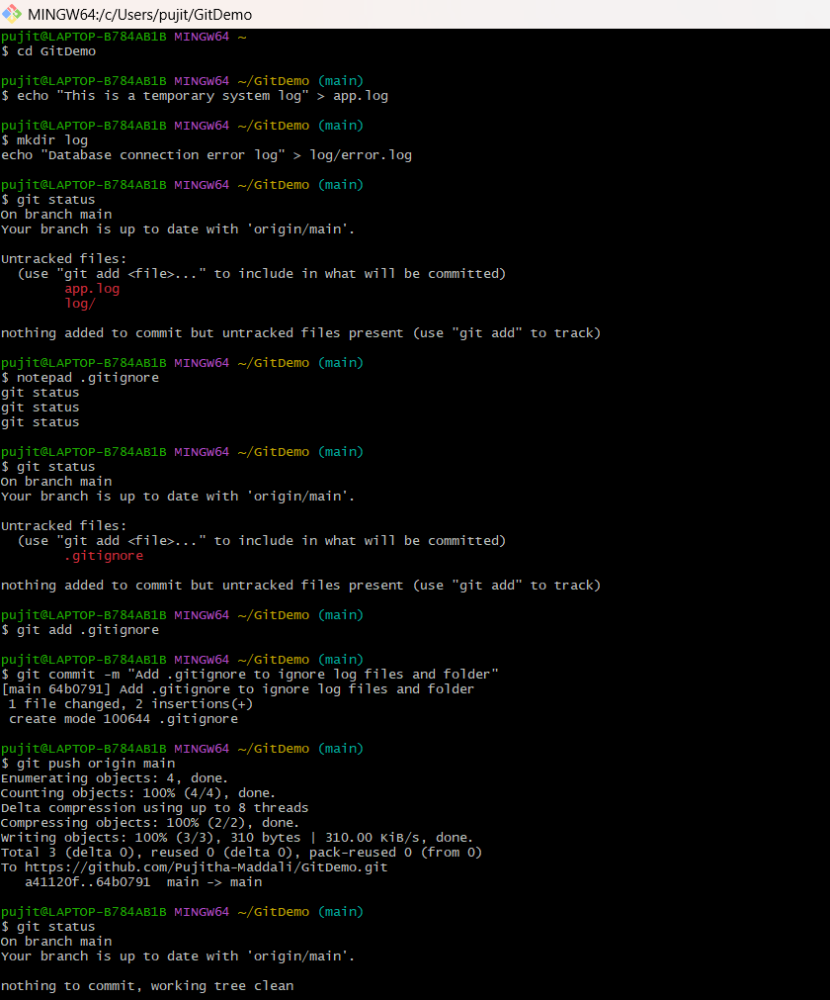 MINGW64:/c/Users/pujit/GitDemo
pujit@LAPTOP-B784AB1B MINGW64 ~
$ cd GitDemo
pujit@LAPTOP-B784AB1B MINGW64 ~/GitDemo (main)
$ echo "This is a temporary system log" > app.log
pujit@LAPTOP-B784AB1B MINGW64 ~/GitDemo (main)
$ mkdir log
echo "Database connection error log" > log/error.log
pujit@LAPTOP-B784AB1B MINGW64 ~/GitDemo (main)
$ git status
On branch main
Your branch is up to date with 'origin/main'.
Untracked files:
  (use "git add <file>..." to include in what will be committed)
        app.log
        log/
nothing added to commit but untracked files present (use "git add" to track)
pujit@LAPTOP-B784AB1B MINGW64 ~/GitDemo (main)
$ notepad .gitignore
git status
git status
git status
pujit@LAPTOP-B784AB1B MINGW64 ~/GitDemo (main)
$ git status
On branch main
Your branch is up to date with 'origin/main'.
Untracked files:
  (use "git add <file>..." to include in what will be committed)
        .gitignore
nothing added to commit but untracked files present (use "git add" to track)
pujit@LAPTOP-B784AB1B MINGW64 ~/GitDemo (main)
$ git add .gitignore
pujit@LAPTOP-B784AB1B MINGW64 ~/GitDemo (main)
$ git commit -m "Add .gitignore to ignore log files and folder"
[main 64b0791] Add .gitignore to ignore log files and folder
 1 file changed, 2 insertions(+)
 create mode 100644 .gitignore
pujit@LAPTOP-B784AB1B MINGW64 ~/GitDemo (main)
$ git push origin main
Enumerating objects: 4, done.
Counting objects: 100% (4/4), done.
Delta compression using up to 8 threads
Compressing objects: 100% (2/2), done.
Writing objects: 100% (3/3), 310 bytes | 310.00 KiB/s, done.
Total 3 (delta 0), reused 0 (delta 0), pack-reused 0 (from 0)
To https://github.com/Pujitha-Maddali/GitDemo.git
   a41120f..64b0791  main -> main
pujit@LAPTOP-B784AB1B MINGW64 ~/GitDemo (main)
$ git status
On branch main
Your branch is up to date with 'origin/main'.
nothing to commit, working tree clean